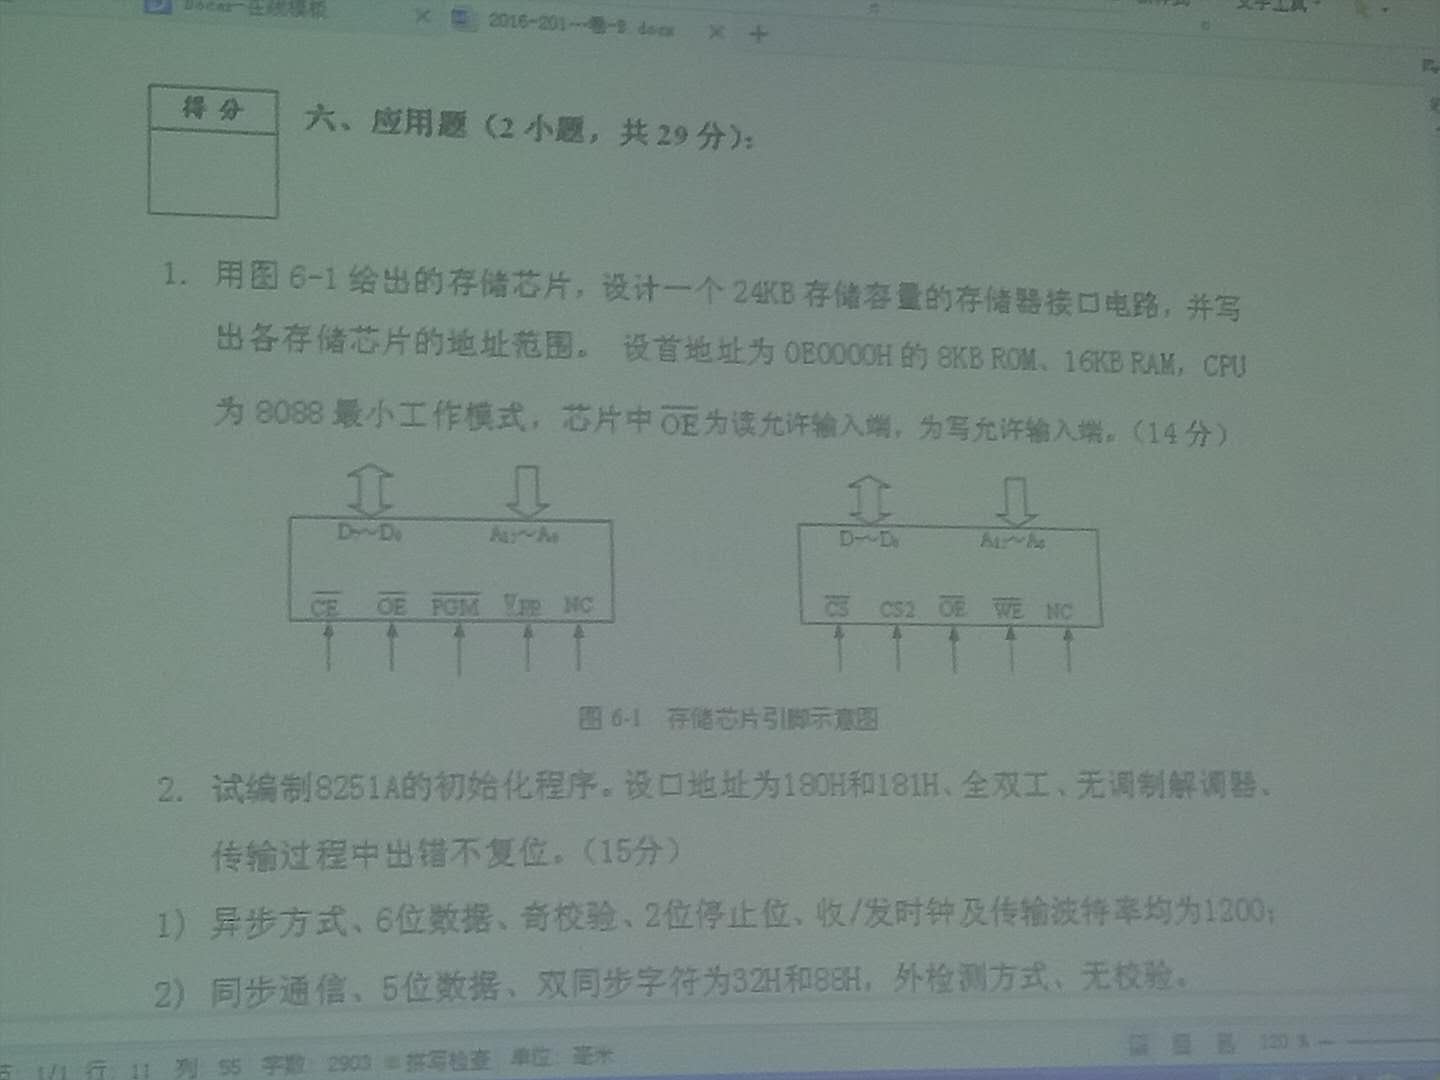 Docer-在线模板
2016-201…卷-B.docx
得 分
六、应用题（2 小题，共 29 分）：
1. 用图 6-1 给出的存储芯片，设计一个 24KB 存储容量的存储器接口电路，并写
出各存储芯片的地址范围。 设首地址为 0E0000H 的 8KB ROM、16KB RAM，CPU
为 8088 最小工作模式，芯片中 OE 为读允许输入端，为写允许输入端。（14 分）
D₇～D₀ A₁₂～A₀
CE OE PGM VPP NC
D₇～D₀ A₁₂～A₀
CS CS2 OE WE NC
图 6-1 存储芯片引脚示意图
2. 试编制8251A的初始化程序。设口地址为180H和181H、全双工、无调制解调器、
传输过程中出错不复位。（15分）
1) 异步方式、6位数据、奇校验、2位停止位、收/发时钟及传输波特率均为1200；
2) 同步通信、5位数据、双同步字符为32H和88H，外检测方式、无校验。
1/1 行: 11 列: 55 字数: 2903 拼写检查 单位: 毫米
120 %